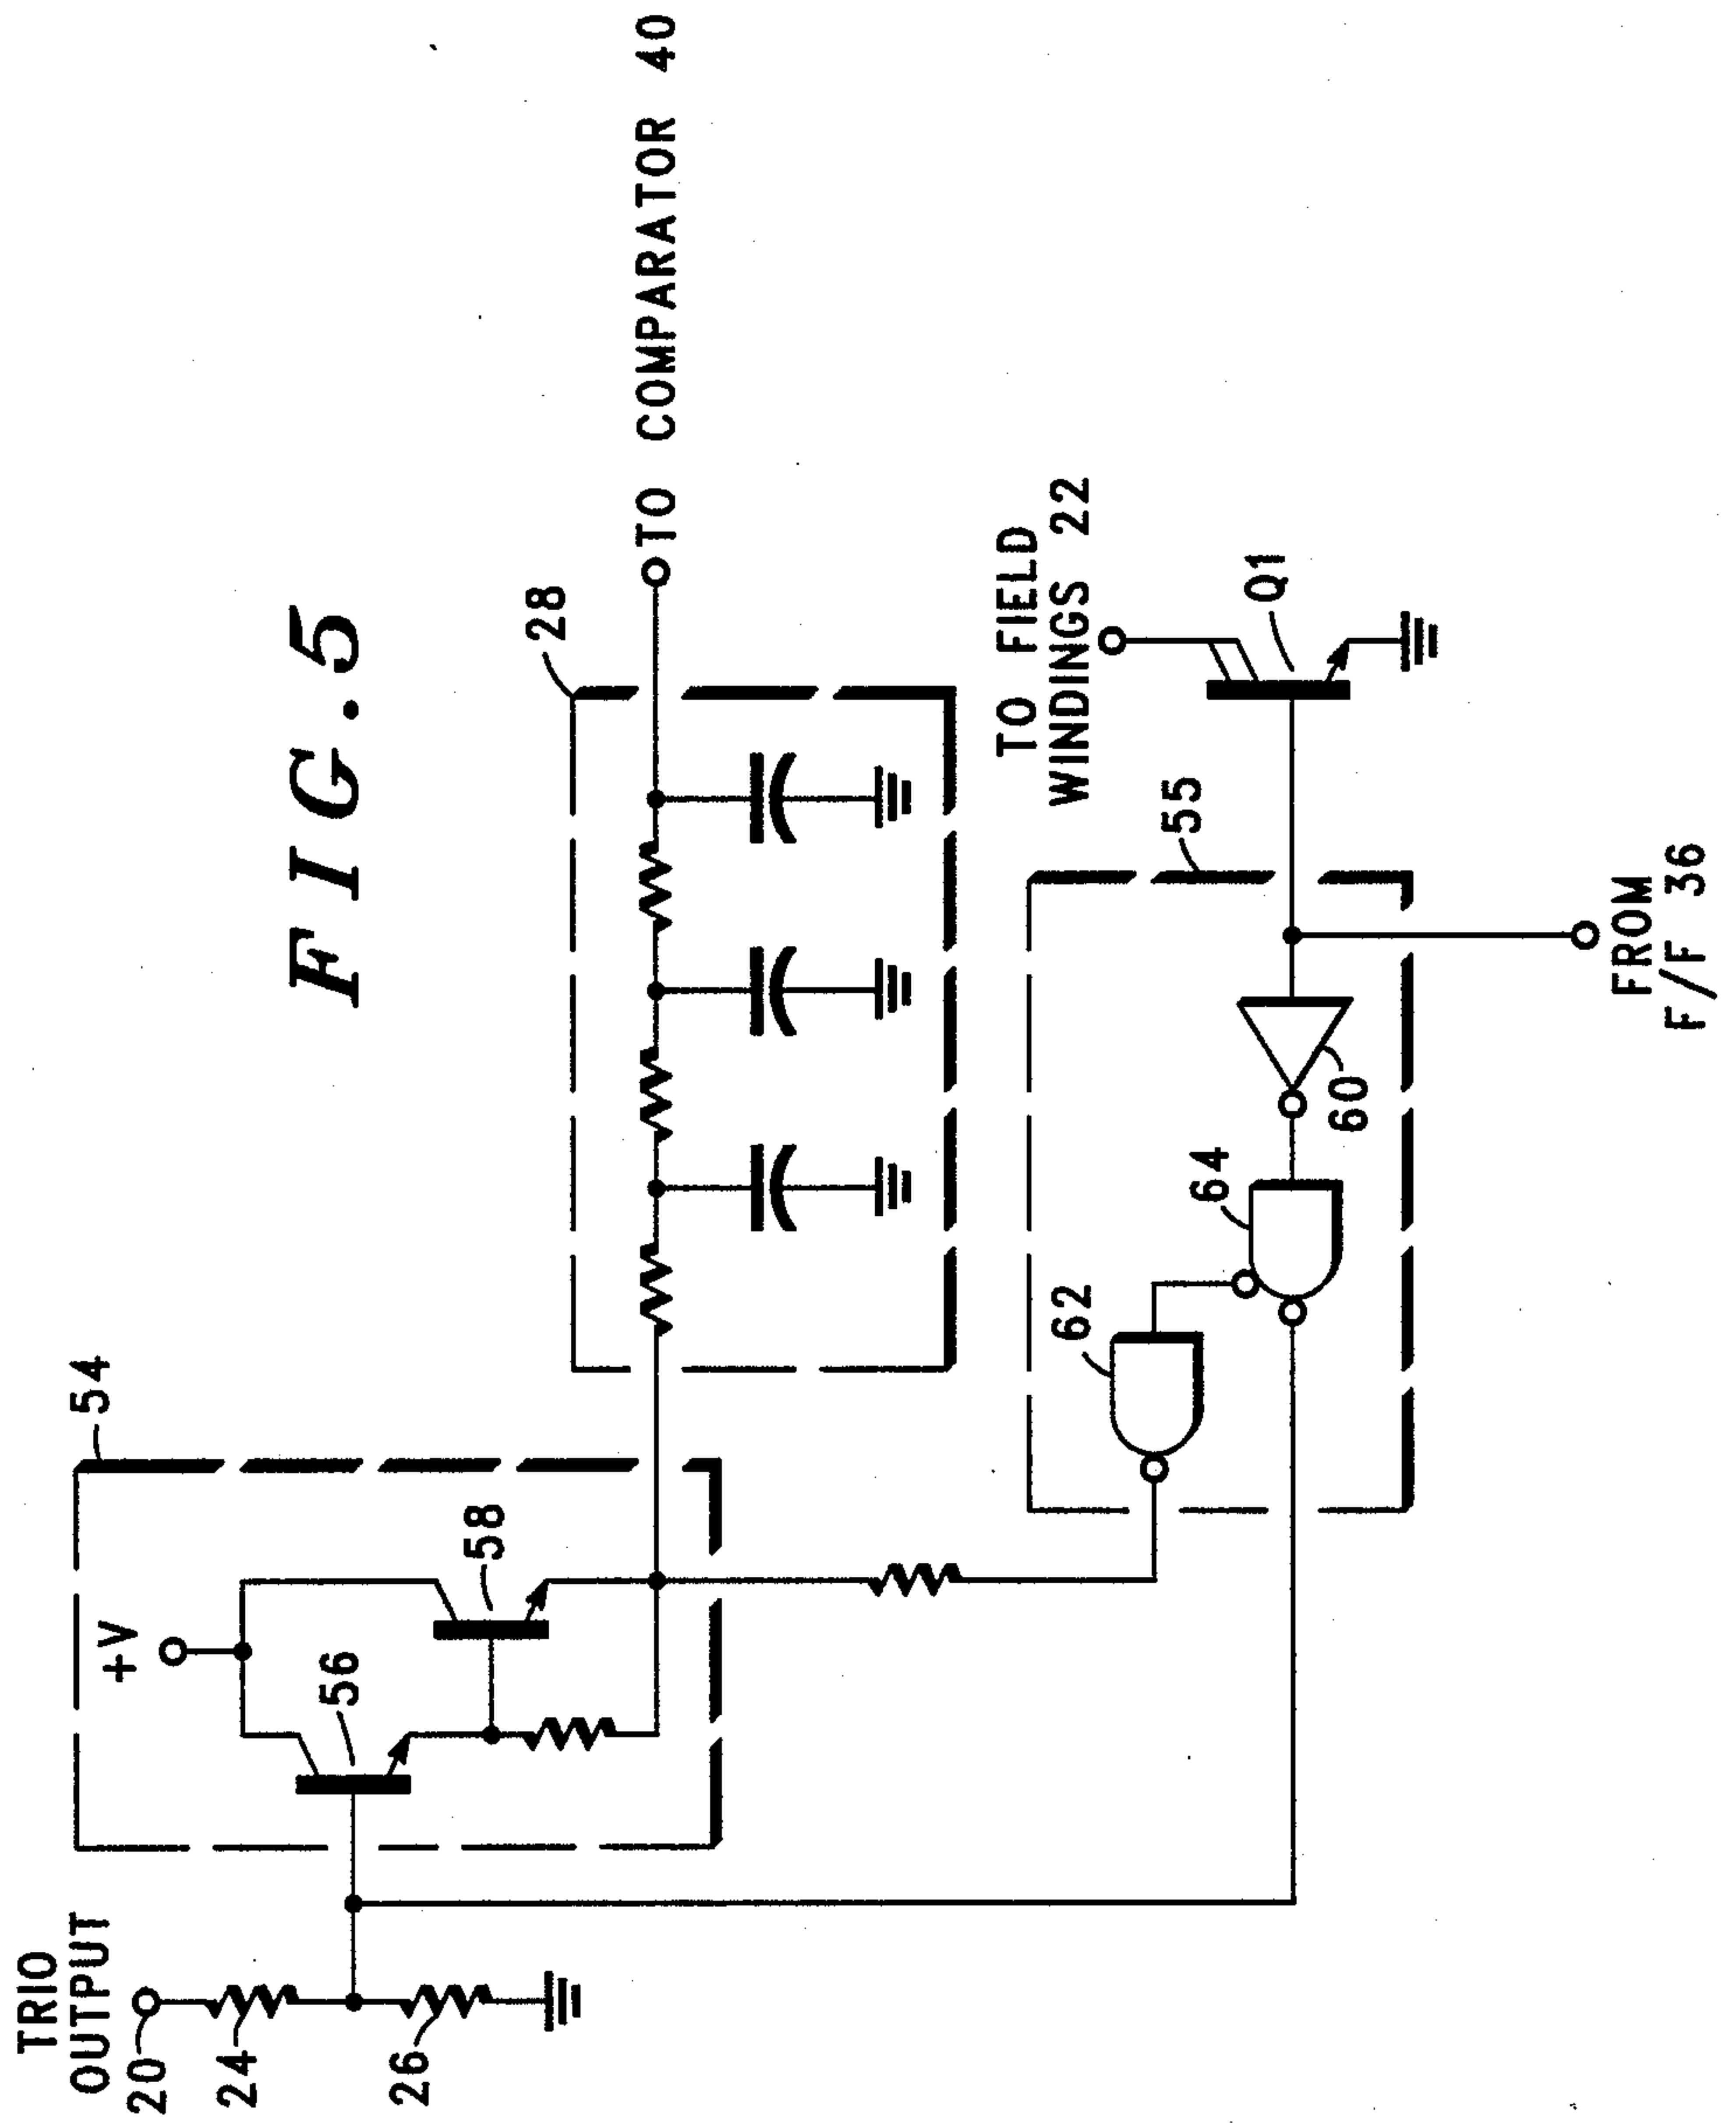 FIG.5
TRIO
OUTPUT
20
24
26
+V
56
58
54
28
TO COMPARATOR 40
62
64
60
55
TO FIELD
WINDINGS 22
Q1
FROM
F/F 36